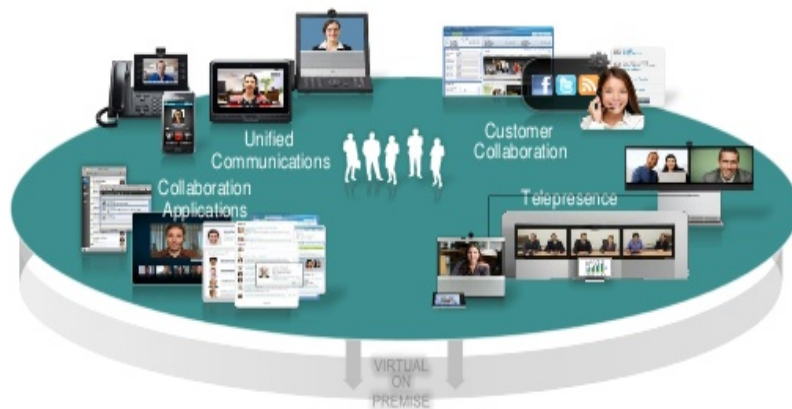 Unified
Communications
Customer
Collaboration
Collaboration
Applications
Telepresence
VIRTUAL
ON
PREMISE